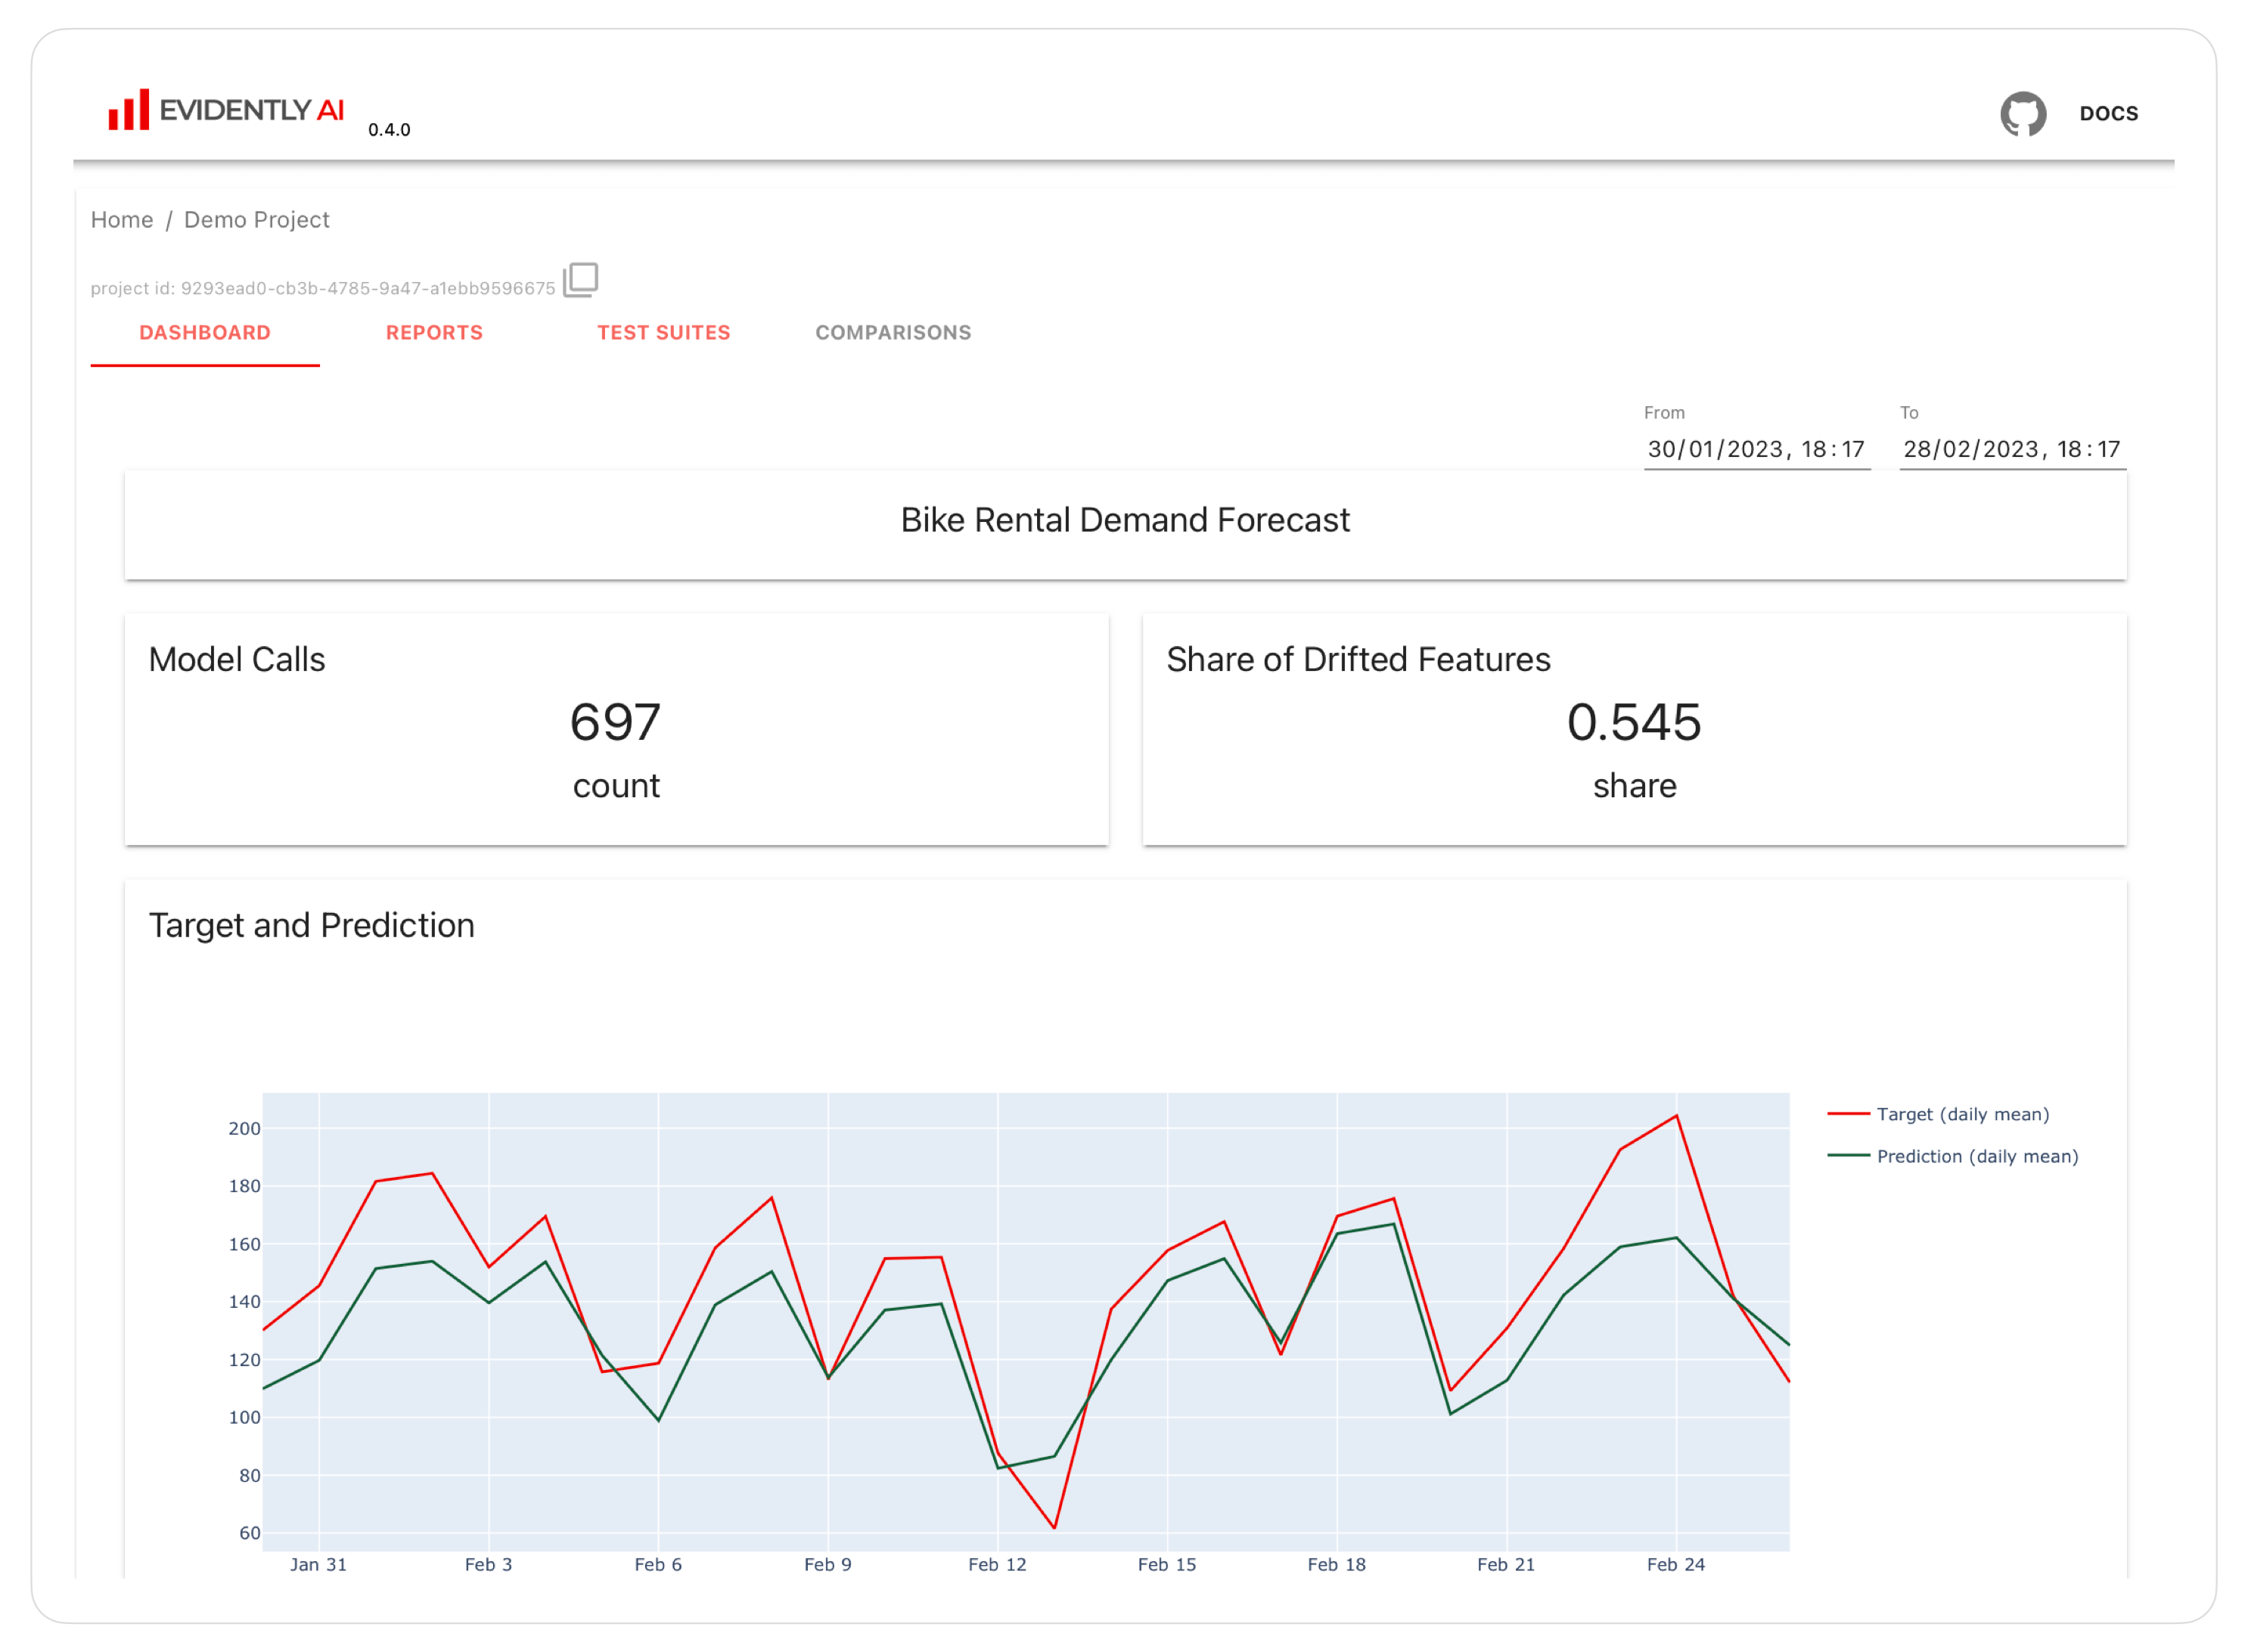 EVIDENTLY AI 0.4.0 DOCS
Home / Demo Project
project id: 9293ead0-cb3b-4785-9a47-a1ebb9596675
DASHBOARD REPORTS TEST SUITES COMPARISONS
From To
30/01/2023, 18:17 28/02/2023, 18:17
Bike Rental Demand Forecast
Model Calls
697
count
Share of Drifted Features
0.545
share
Target and Prediction
200
180
160
140
120
100
80
60
Jan 31 Feb 3 Feb 6 Feb 9 Feb 12 Feb 15 Feb 18 Feb 21 Feb 24
Target (daily mean)
Prediction (daily mean)